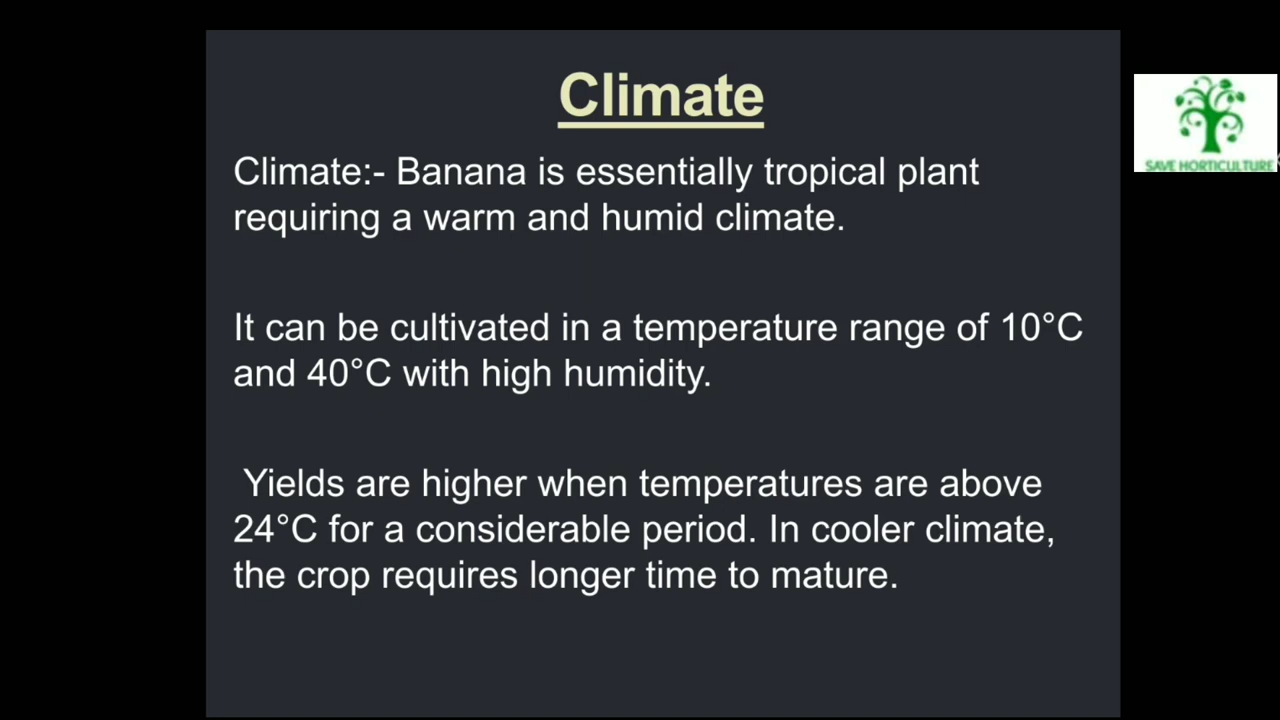 Climate
Climate:- Banana is essentially tropical plant
requiring a warm and humid climate.
It can be cultivated in a temperature range of 10°C
and 40°C with high humidity.
Yields are higher when temperatures are above
24°C for a considerable period. In cooler climate,
the crop requires longer time to mature.
SAVE HORTICULTURE